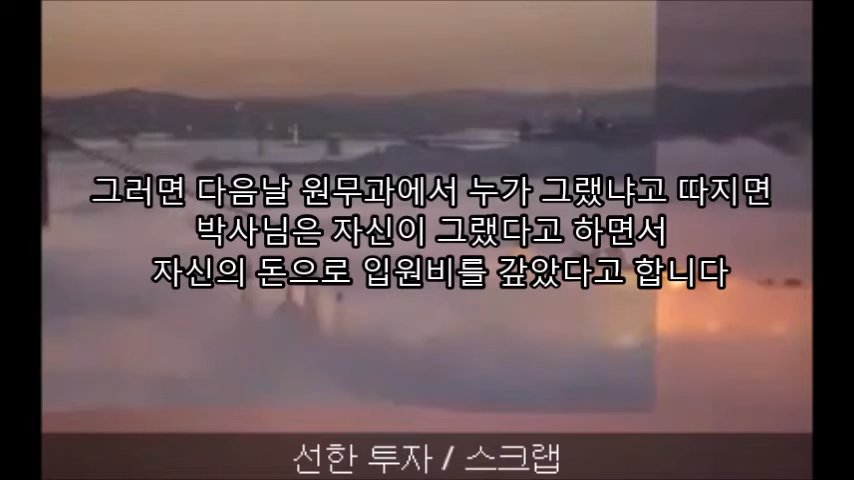 그러면 다음날 원무과에서 누가 그랬냐고 따지면
박사님은 자신이 그랬다고 하면서
자신의 돈으로 입원비를 갚았다고 합니다
선한 투자 / 스크랩